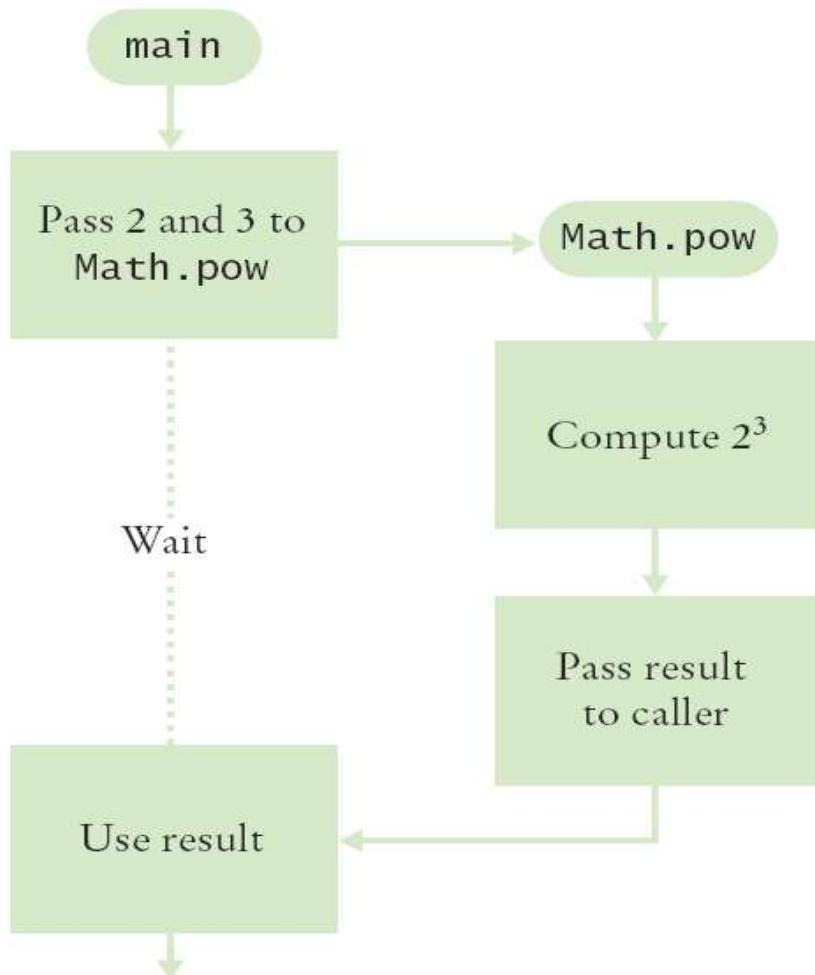 main
Pass 2 and 3 to
Math.pow
Math.pow
Compute 2³
Wait
Pass result
to caller
Use result